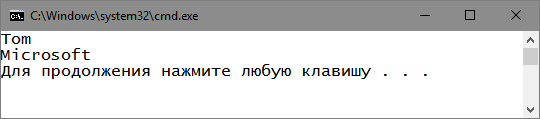 C:\Windows\system32\cmd.exe
Tom
Microsoft
Для продолжения нажмите любую клавишу . . .